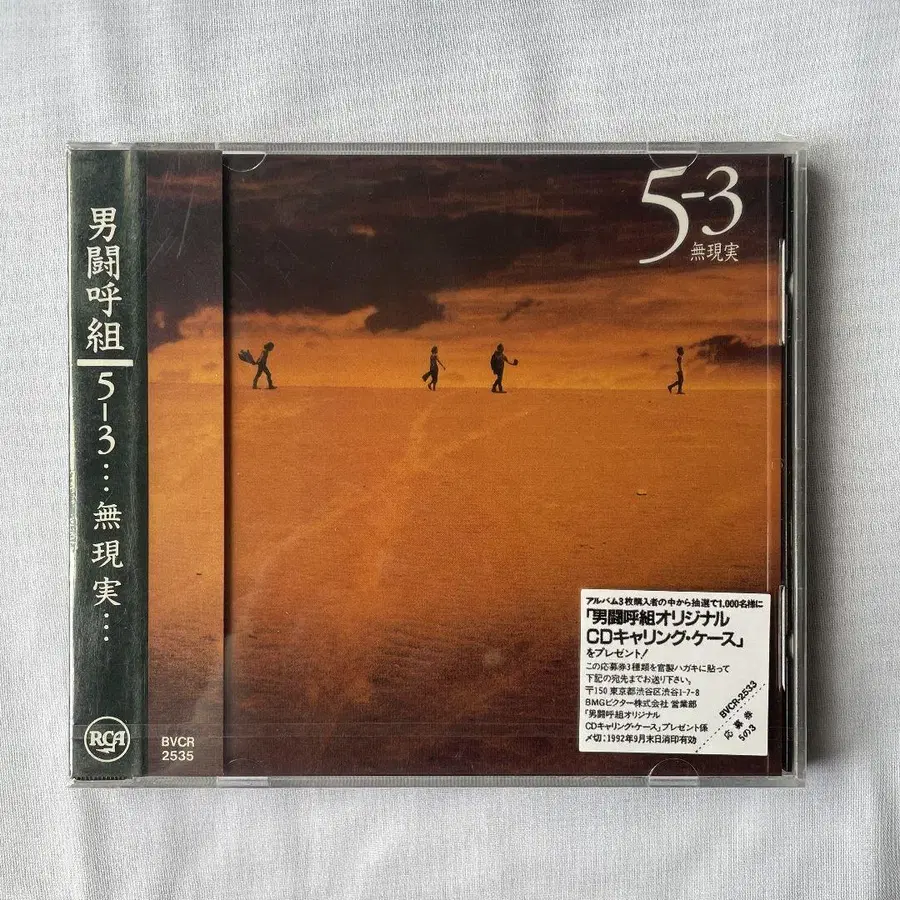 男闘呼組
5-3…無現実…
RCA
BVCR
2535
5-3
無現実
アルバム3枚購入者の中から抽選で1,000名様に
「男闘呼組オリジナル
CDキャリング・ケース」
をプレゼント!
この応募券3種類を官製ハガキに貼って
下記の宛先までお送り下さい。
〒150 東京都渋谷区渋谷1-7-8
BMGビクター株式会社 営業部
「男闘呼組オリジナル
CDキャリング・ケース」プレゼント係
〆切:1992年9月末日消印有効
BVCR-2533
応募券
5の3